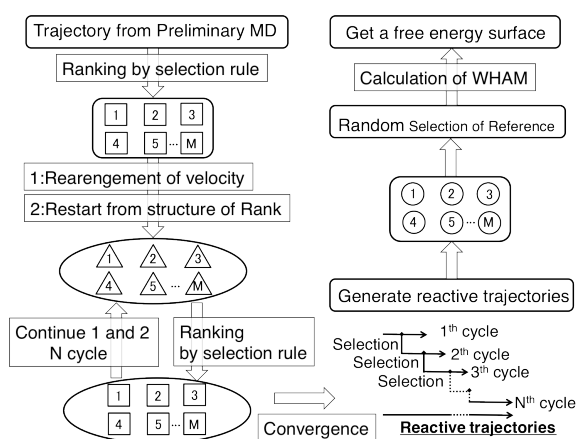 Trajectory from Preliminary MD
Ranking by selection rule
1 2 3
4 5 ... M
1:Rearengement of velocity
2:Restart from structure of Rank
1 2 3
4 5 ... M
Continue 1 and 2
N cycle
Ranking
by selection rule
1 2 3
4 5 ... M
Convergence
Get a free energy surface
Calculation of WHAM
Random Selection of Reference
1 2 3
4 5 ... M
Generate reactive trajectories
1th cycle
Selection
2th cycle
Selection
3th cycle
Selection
Nth cycle
Reactive trajectories